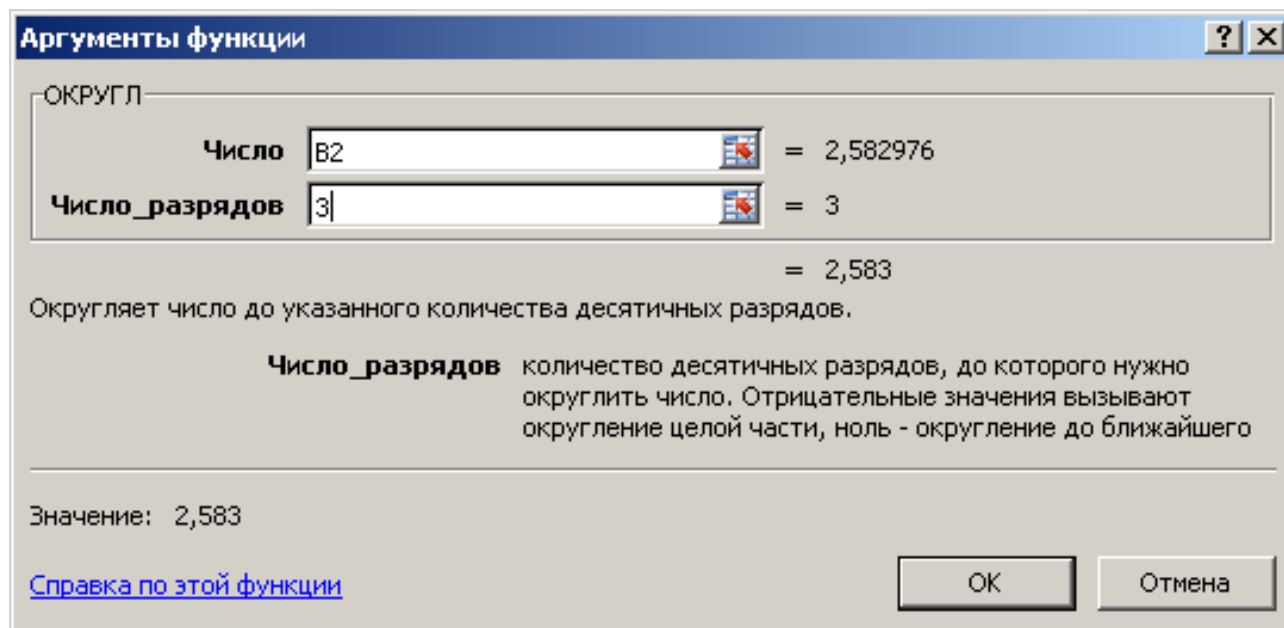 Аргументы функции
ОКРУГЛ
Число B2 = 2,582976
Число_разрядов 3 = 3
= 2,583
Округляет число до указанного количества десятичных разрядов.
Число_разрядов количество десятичных разрядов, до которого нужно
округлить число. Отрицательные значения вызывают
округление целой части, ноль - округление до ближайшего
Значение: 2,583
Справка по этой функции
ОК
Отмена